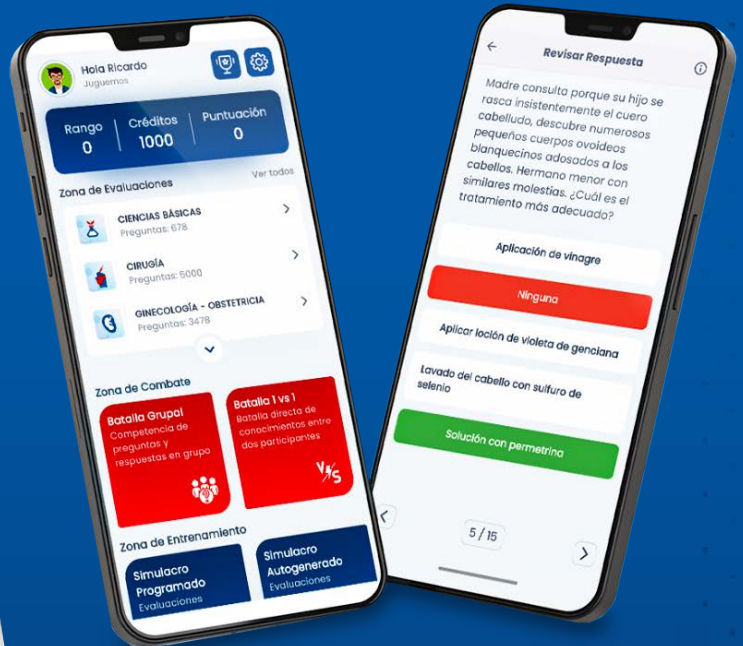 Hola Ricardo
Juguemos
Rango
0
Créditos
1000
Puntuación
0
Zona de Evaluaciones
Ver todos
CIENCIAS BÁSICAS
Preguntas: 678
CIRUGÍA
Preguntas: 5000
GINECOLOGÍA - OBSTETRICIA
Preguntas: 3478
Zona de Combate
Batalla Grupal
Competencia de
preguntas y
respuestas en grupo
Batalla 1 vs 1
Batalla directa de
conocimientos entre
dos participantes
V S
Zona de Entrenamiento
Simulacro
Programado
Evaluaciones
Simulacro
Autogenerado
Evaluaciones
Revisar Respuesta
Madre consulta porque su hijo se
rasca insistentemente el cuero
cabelludo, descubre numerosos
pequeños cuerpos ovoideos
blanquecinos adosados a los
cabellos. Hermano menor con
similares molestias. ¿Cuál es el
tratamiento más adecuado?
Aplicación de vinagre
Ninguna
Aplicar loción de violeta de genciana
Lavado del cabello con sulfuro de
selenio
Solución con permetrina
5 / 15